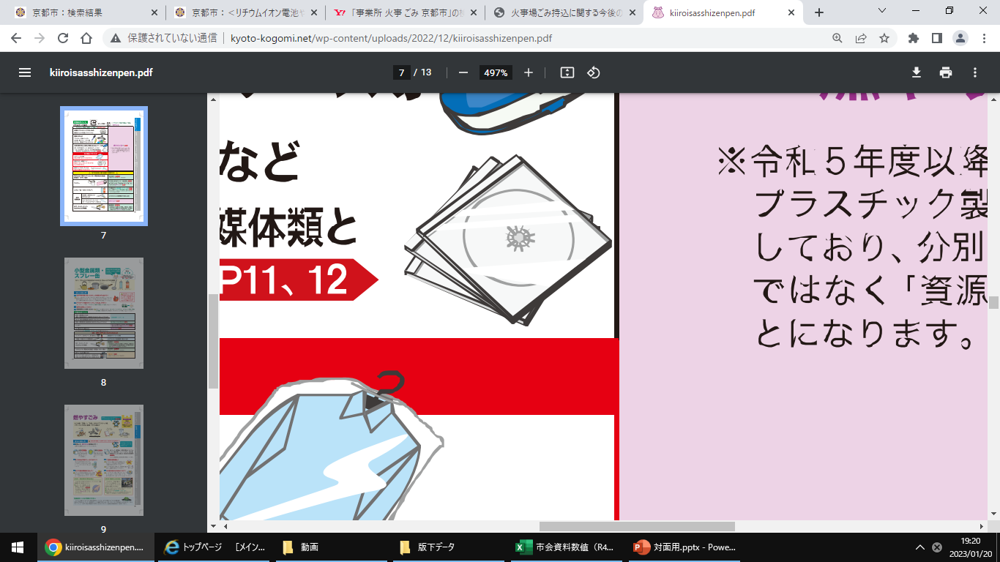 京都市：検索結果
京都市：＜リチウムイオン電池や
「事業所 火事 ごみ 京都市」の検
火事場ごみ持込に関する今後の
kiiroisasshizenpen.pdf
保護されていない通信
kyoto-kogomi.net/wp-content/uploads/2022/12/kiiroisasshizenpen.pdf
kiiroisasshizenpen.pdf
7 / 13
497%
など
媒体類と
P11、12
※令和５年度以降
プラスチック製
しており、分別
ではなく「資源
とになります。
7
小型金属類・
スプレー缶
8
燃やすごみ
9
kiiroisasshizenpen....
トップページ ［メイン...
動画
版下データ
市会資料数値（R4...
対面用.pptx - Powe...
19:20
2023/01/20